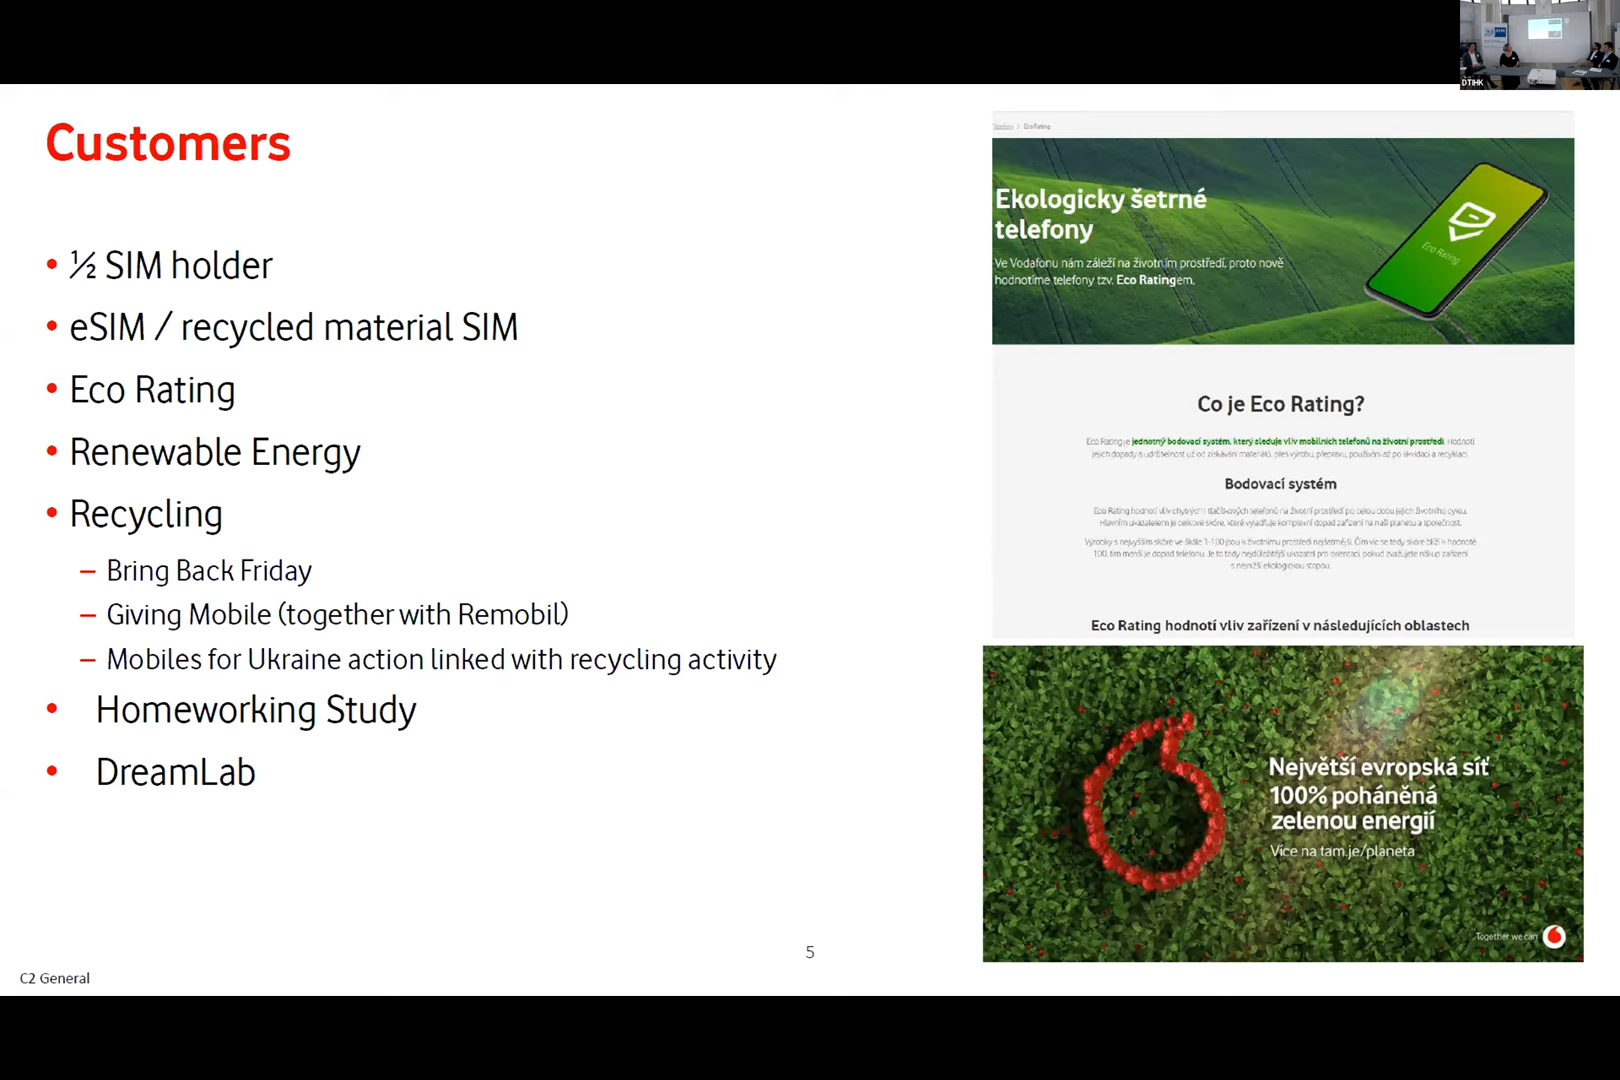 DTIHK
Customers
• ½ SIM holder
• eSIM / recycled material SIM
• Eco Rating
• Renewable Energy
• Recycling
– Bring Back Friday
– Giving Mobile (together with Remobil)
– Mobiles for Ukraine action linked with recycling activity
• Homeworking Study
• DreamLab
5
C2 General
Telefony > Eco Rating
Ekologicky šetrné
telefony
Ve Vodafonu nám záleží na životním prostředí, proto nově
hodnotíme telefony tzv. Eco Ratingem.
Eco Rating
Co je Eco Rating?
Eco Rating je jednotný bodovací systém, který sleduje vliv mobilních telefonů na životní prostředí. Hodnotí
jejich dopady a udržitelnost už od získávání materiálů, přes výrobu, přepravu, používání až po likvidaci a recyklaci.
Bodovací systém
Eco Rating hodnotí vliv chytrých i tlačítkových telefonů na životní prostředí po celou dobu jejich životního cyklu.
Hlavním ukazatelem je celkové skóre, které vyjadřuje komplexní dopad zařízení na naši planetu a společnost.
Výrobky s nejvyšším skóre ve škále 1-100 jsou k životnímu prostředí nejšetrnější. Čím víc se tedy skóre blíží k hodnotě
100, tím menší je dopad telefonu. Je to tedy nejdůležitější ukazatel pro orientaci, pokud zvažujete nákup zařízení
s nejnižší ekologickou stopou.
Eco Rating hodnotí vliv zařízení v následujících oblastech
Největší evropská síť
100% poháněná
zelenou energií
Více na tam.je/planeta
Together we can